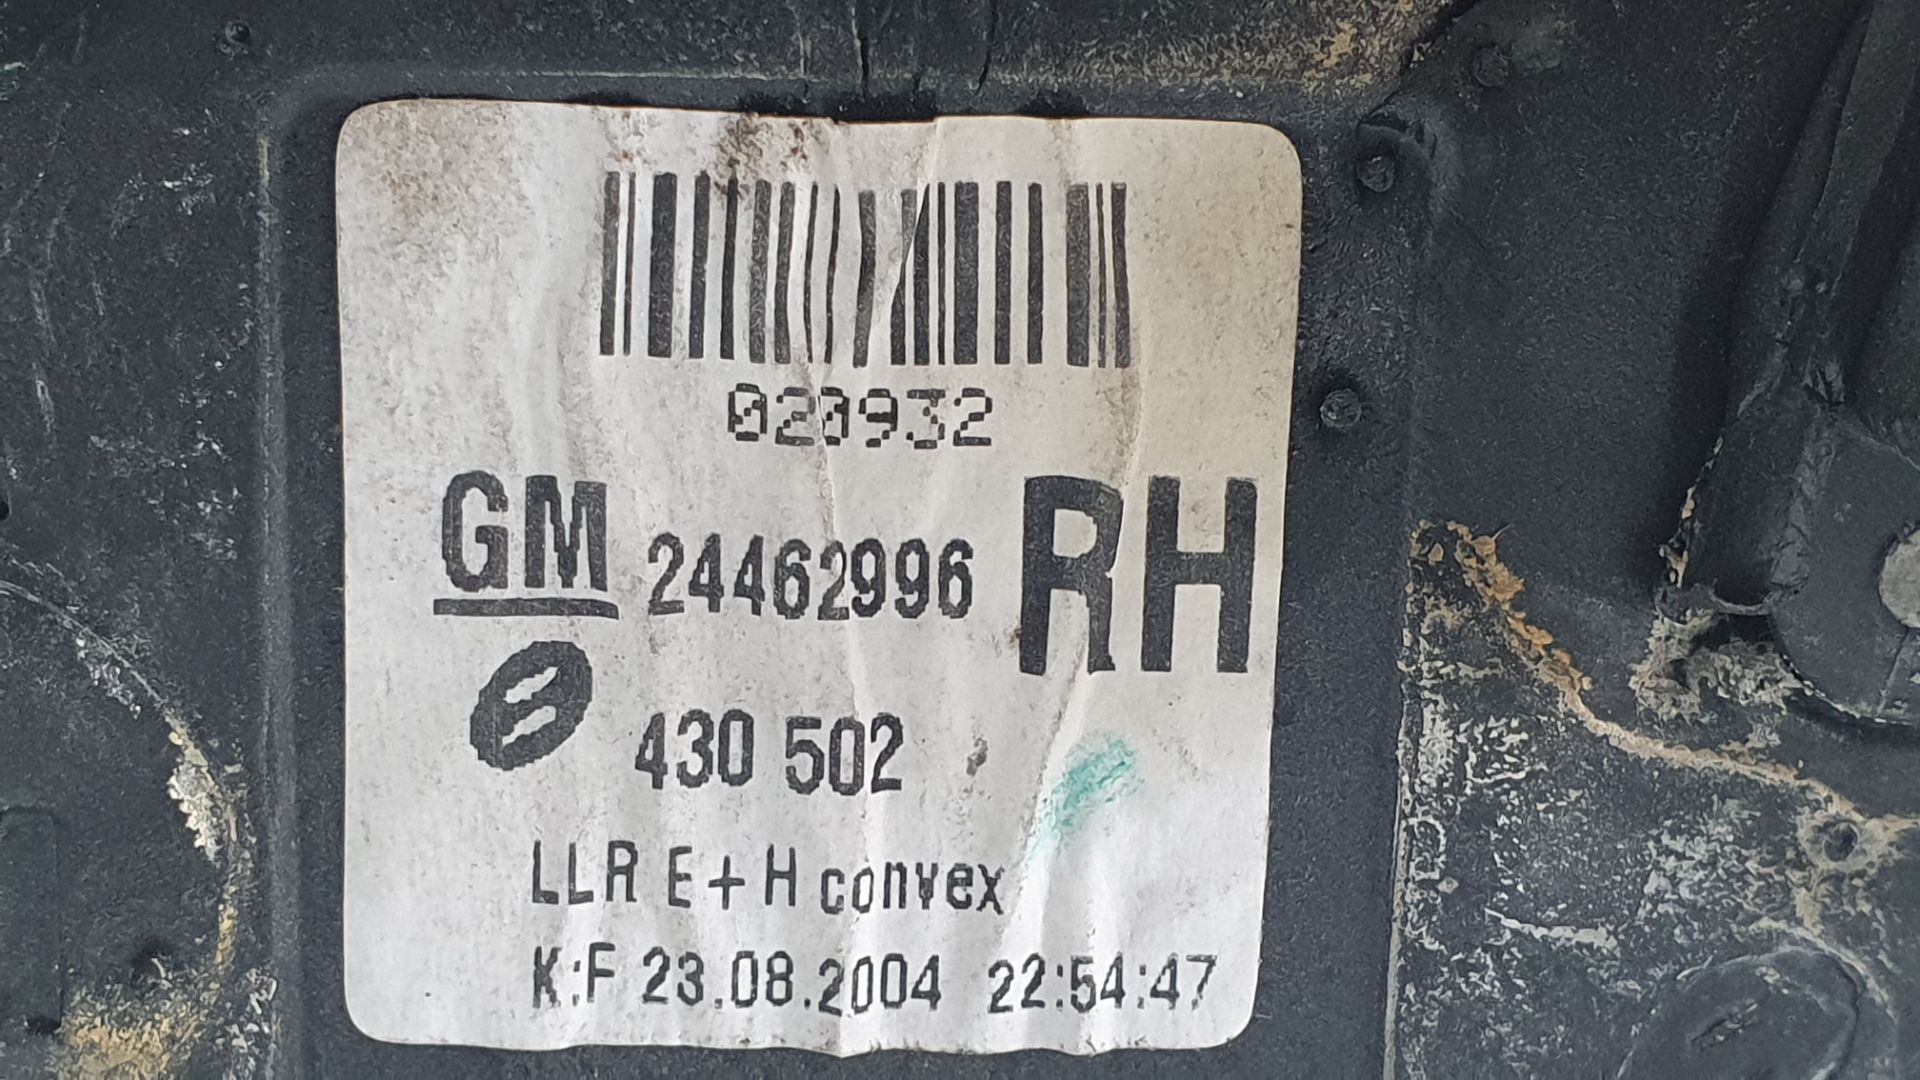 020932
GM 24462996 RH
430 502
LLR E+H convex
K:F 23.08.2004 22:54:47